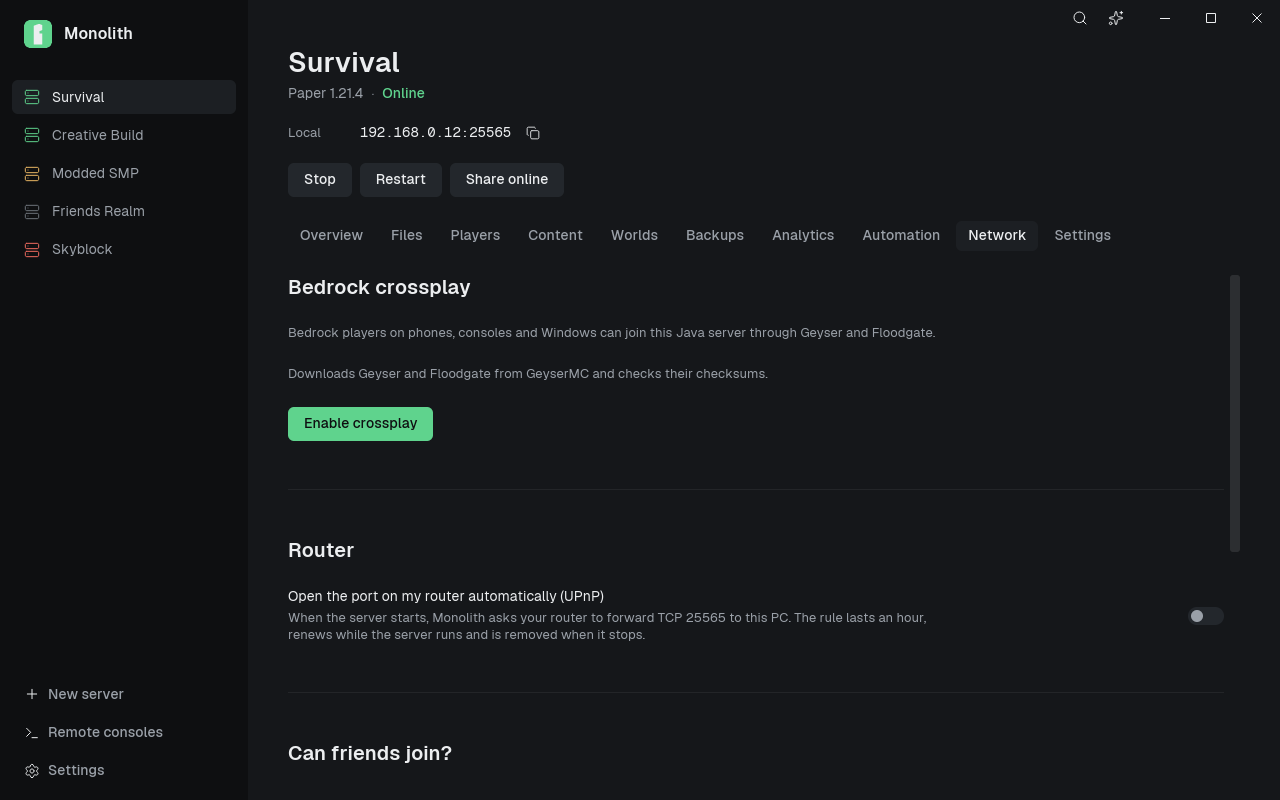 Monolith
Survival
Creative Build
Modded SMP
Friends Realm
Skyblock
New server
Remote consoles
Settings
Survival
Paper 1.21.4 · Online
Local 192.168.0.12:25565
Stop Restart Share online
Overview Files Players Content Worlds Backups Analytics Automation Network Settings
Bedrock crossplay
Bedrock players on phones, consoles and Windows can join this Java server through Geyser and Floodgate.
Downloads Geyser and Floodgate from GeyserMC and checks their checksums.
Enable crossplay
Router
Open the port on my router automatically (UPnP)
When the server starts, Monolith asks your router to forward TCP 25565 to this PC. The rule lasts an hour,
renews while the server runs and is removed when it stops.
Can friends join?